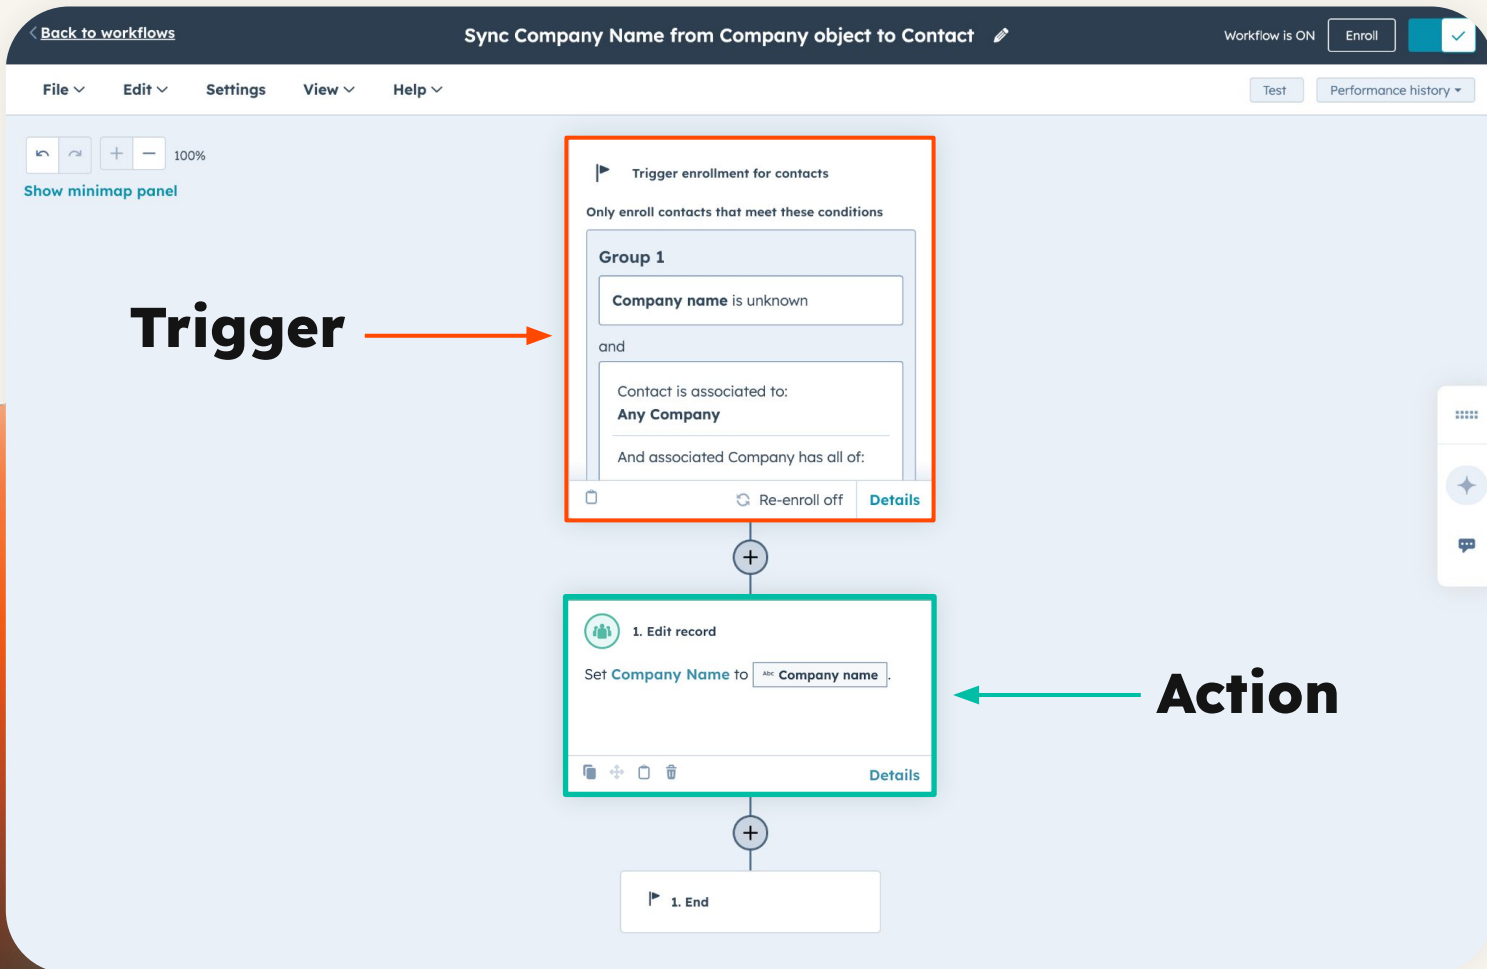 Back to workflows
Sync Company Name from Company object to Contact
Workflow is ON
Enroll
File
Edit
Settings
View
Help
Test
Performance history
100%
Show minimap panel
Trigger enrollment for contacts
Only enroll contacts that meet these conditions
Group 1
Company name is unknown
and
Contact is associated to:
Any Company
And associated Company has all of:
Re-enroll off
Details
Trigger
1. Edit record
Set Company Name to Abc Company name .
Details
Action
1. End